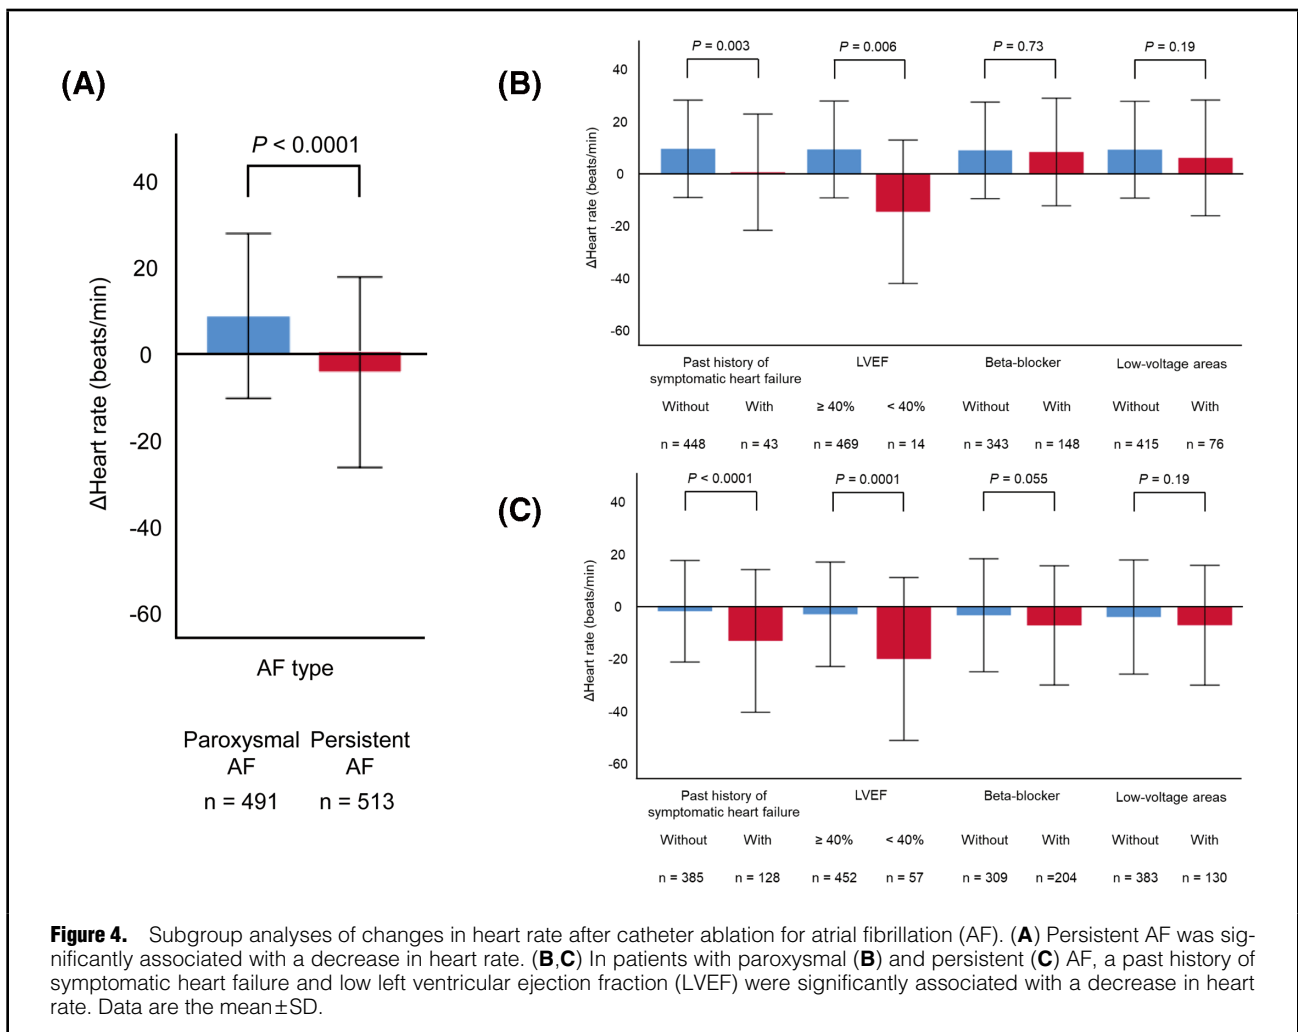 (A)
P < 0.0001
40
20
0
-20
-40
-60
ΔHeart rate (beats/min)
AF type
Paroxysmal Persistent
AF AF
n = 491 n = 513
(B)
P = 0.003 P = 0.006 P = 0.73 P = 0.19
40
20
0
-20
-40
-60
ΔHeart rate (beats/min)
Past history of LVEF Beta-blocker Low-voltage areas
symptomatic heart failure
Without With ≥ 40% < 40% Without With Without With
n = 448 n = 43 n = 469 n = 14 n = 343 n = 148 n = 415 n = 76
(C)
P < 0.0001 P = 0.0001 P = 0.055 P = 0.19
40
20
0
-20
-40
-60
ΔHeart rate (beats/min)
Past history of LVEF Beta-blocker Low-voltage areas
symptomatic heart failure
Without With ≥ 40% < 40% Without With Without With
n = 385 n = 128 n = 452 n = 57 n = 309 n =204 n = 383 n = 130
Figure 4. Subgroup analyses of changes in heart rate after catheter ablation for atrial fibrillation (AF). (A) Persistent AF was sig-
nificantly associated with a decrease in heart rate. (B,C) In patients with paroxysmal (B) and persistent (C) AF, a past history of
symptomatic heart failure and low left ventricular ejection fraction (LVEF) were significantly associated with a decrease in heart
rate. Data are the mean±SD.